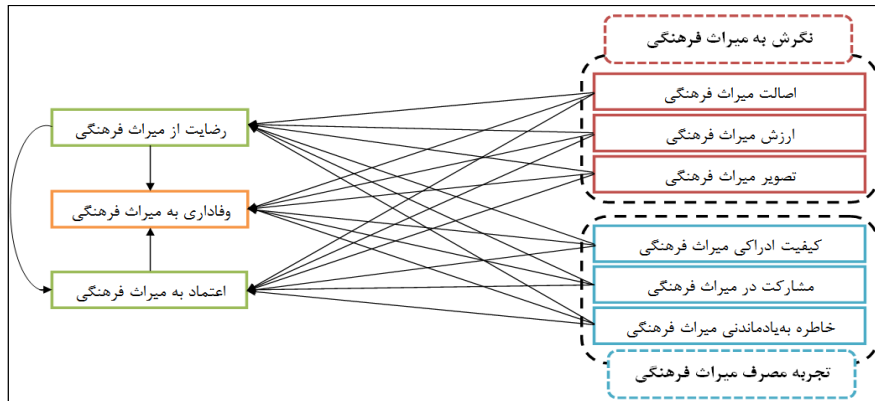 نگرش به میراث فرهنگی
اصالت میراث فرهنگی
ارزش میراث فرهنگی
تصویر میراث فرهنگی
کیفیت ادراکی میراث فرهنگی
مشارکت در میراث فرهنگی
خاطره به‌یادماندنی میراث فرهنگی
تجربه مصرف میراث فرهنگی
رضایت از میراث فرهنگی
وفاداری به میراث فرهنگی
اعتماد به میراث فرهنگی